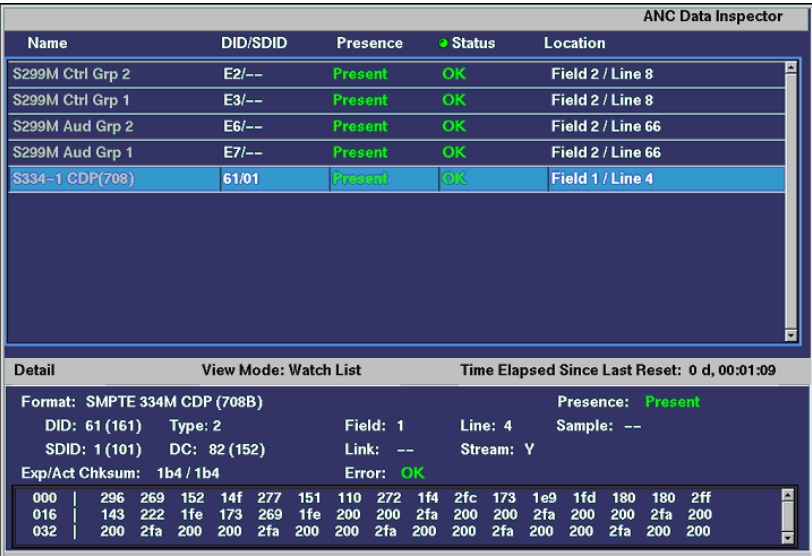 ANC Data Inspector
Name DID/SDID Presence Status Location
S299M Ctrl Grp 2 E2/-- Present OK Field 2 / Line 8
S299M Ctrl Grp 1 E3/-- Present OK Field 2 / Line 8
S299M Aud Grp 2 E6/-- Present OK Field 2 / Line 66
S299M Aud Grp 1 E7/-- Present OK Field 2 / Line 66
S334-1 CDP(708) 61/01 Present OK Field 1 / Line 4
Detail View Mode: Watch List Time Elapsed Since Last Reset: 0 d, 00:01:09
Format: SMPTE 334M CDP (708B) Presence: Present
DID: 61 (161) Type: 2 Field: 1 Line: 4 Sample: --
SDID: 1 (101) DC: 82 (152) Link: -- Stream: Y
Exp/Act Chksum: 1b4 / 1b4 Error: OK
000 | 296 269 152 14f 277 151 110 272 1f4 2fc 173 1e9 1fd 180 180 2ff
016 | 143 222 1fe 173 269 1fe 200 200 2fa 200 200 2fa 200 200 2fa 200
032 | 200 2fa 200 200 2fa 200 200 2fa 200 200 2fa 200 200 2fa 200 200